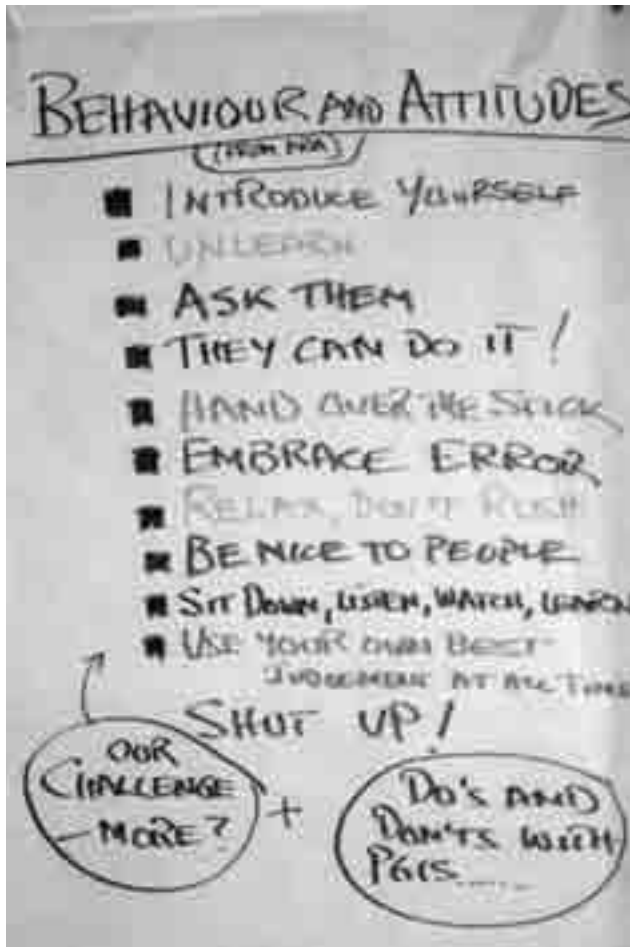 BEHAVIOUR AND ATTITUDES
(FROM PRA)
INTRODUCE YOURSELF
UNLEARN
ASK THEM
THEY CAN DO IT!
HAND OVER THE STICK
EMBRACE ERROR
RELAX, DON'T RUSH
BE NICE TO PEOPLE
SIT DOWN, LISTEN, WATCH, LEARN
USE YOUR OWN BEST
JUDGEMENT AT ALL TIMES
SHUT UP!
OUR
CHALLENGE
— MORE?
+
DO'S AND
DON'TS WITH
PGIS.....